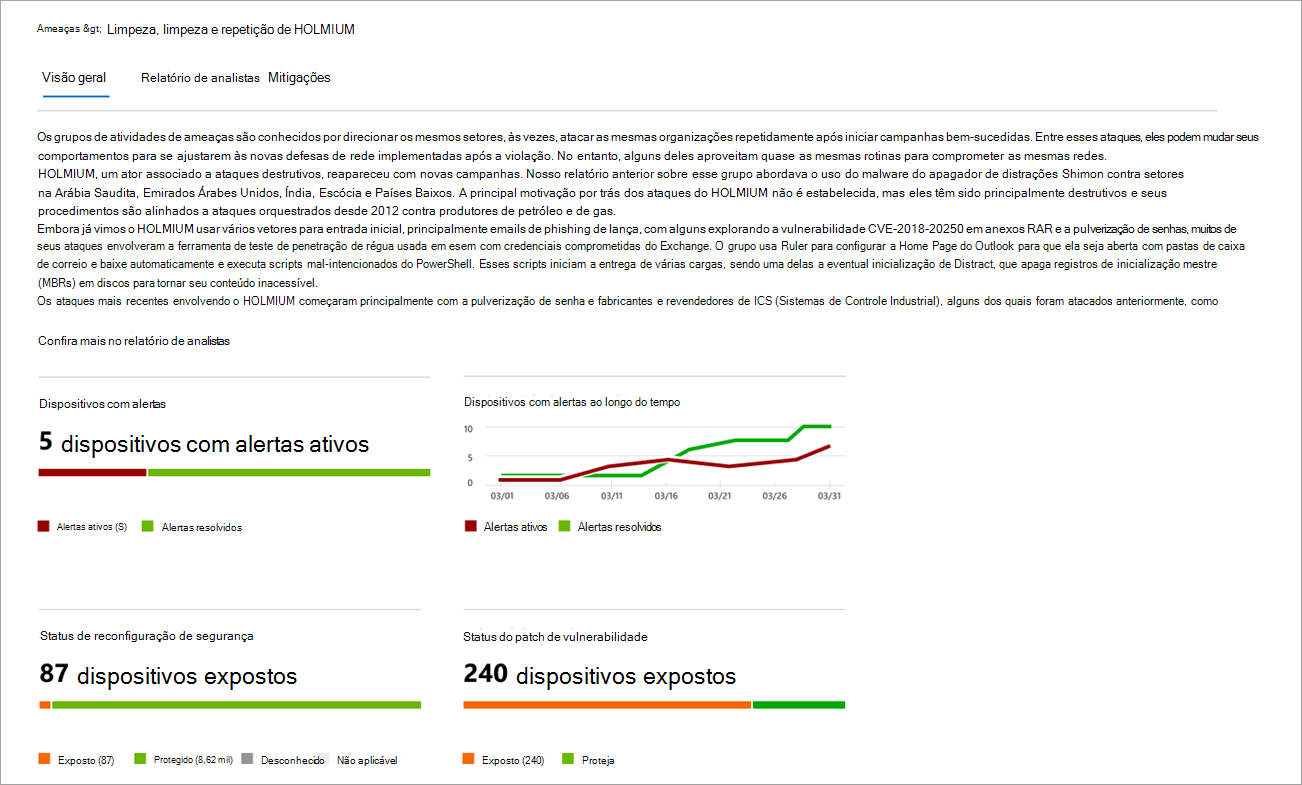 Ameaças &gt; Limpeza, limpeza e repetição de HOLMIUM
Visão geral Relatório de analistas Mitigações
Os grupos de atividades de ameaças são conhecidos por direcionar os mesmos setores, às vezes, atacar as mesmas organizações repetidamente após iniciar campanhas bem-sucedidas. Entre esses ataques, eles podem mudar seus
comportamentos para se ajustarem às novas defesas de rede implementadas após a violação. No entanto, alguns deles aproveitam quase as mesmas rotinas para comprometer as mesmas redes.
HOLMIUM, um ator associado a ataques destrutivos, reapareceu com novas campanhas. Nosso relatório anterior sobre esse grupo abordava o uso do malware do apagador de distrações Shimon contra setores
na Arábia Saudita, Emirados Árabes Unidos, Índia, Escócia e Países Baixos. A principal motivação por trás dos ataques do HOLMIUM não é estabelecida, mas eles têm sido principalmente destrutivos e seus
procedimentos são alinhados a ataques orquestrados desde 2012 contra produtores de petróleo e de gas.
Embora já vimos o HOLMIUM usar vários vetores para entrada inicial, principalmente emails de phishing de lança, com alguns explorando a vulnerabilidade CVE-2018-20250 em anexos RAR e a pulverização de senhas, muitos de
seus ataques envolveram a ferramenta de teste de penetração de régua usada em esem com credenciais comprometidas do Exchange. O grupo usa Ruler para configurar a Home Page do Outlook para que ela seja aberta com pastas de caixa
de correio e baixe automaticamente e executa scripts mal-intencionados do PowerShell. Esses scripts iniciam a entrega de várias cargas, sendo uma delas a eventual inicialização de Distract, que apaga registros de inicialização mestre
(MBRs) em discos para tornar seu conteúdo inacessível.
Os ataques mais recentes envolvendo o HOLMIUM começaram principalmente com a pulverização de senha e fabricantes e revendedores de ICS (Sistemas de Controle Industrial), alguns dos quais foram atacados anteriormente, como
Confira mais no relatório de analistas
Dispositivos com alertas
5 dispositivos com alertas ativos
Alertas ativos (S) Alertas resolvidos
Dispositivos com alertas ao longo do tempo
10
5
0
03/01 03/06 03/11 03/16 03/21 03/26 03/31
Alertas ativos Alertas resolvidos
Status de reconfiguração de segurança
87 dispositivos expostos
Exposto (87) Protegido (8,62 mil) Desconhecido Não aplicável
Status do patch de vulnerabilidade
240 dispositivos expostos
Exposto (240) Proteja